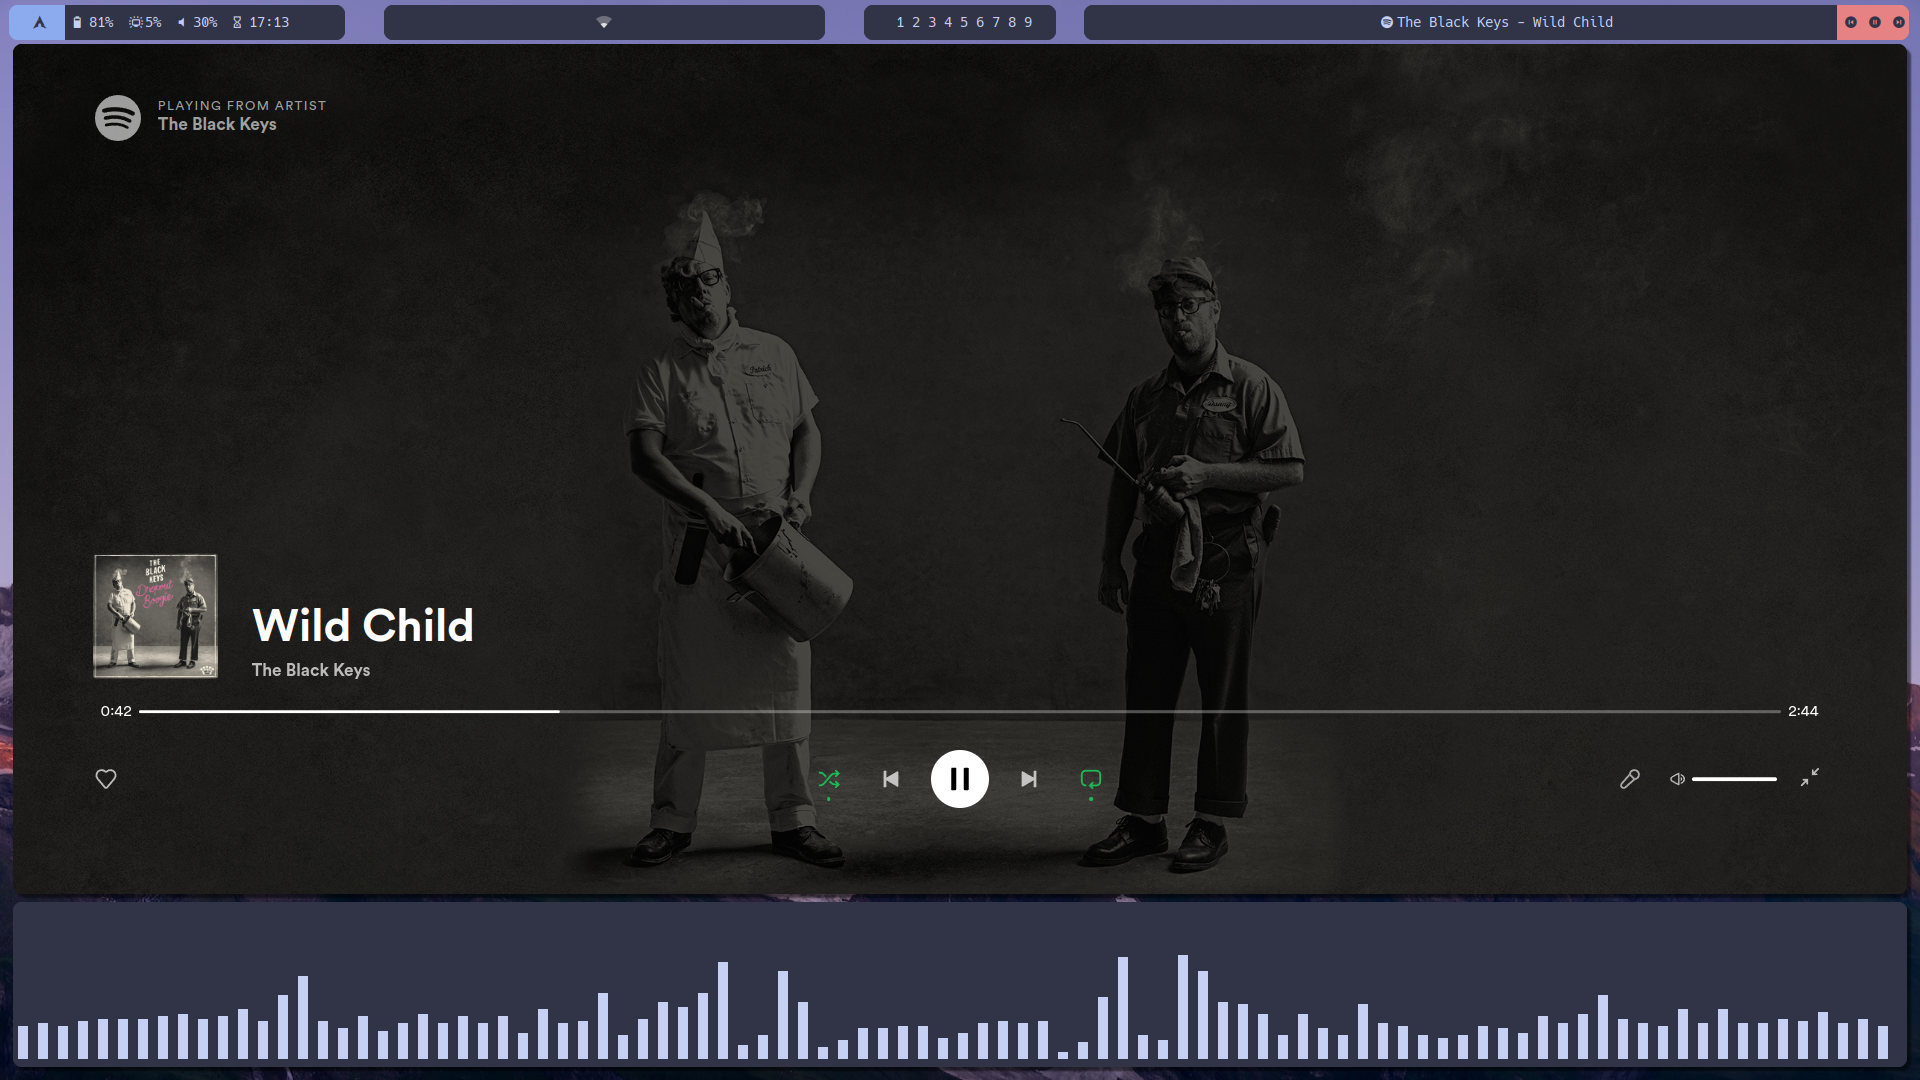 81% 5% 30% 17:13
1 2 3 4 5 6 7 8 9
The Black Keys - Wild Child
PLAYING FROM ARTIST
The Black Keys
Patrick
THE
BLACK
KEYS
Dropout
Boogie
Wild Child
The Black Keys
0:42
2:44